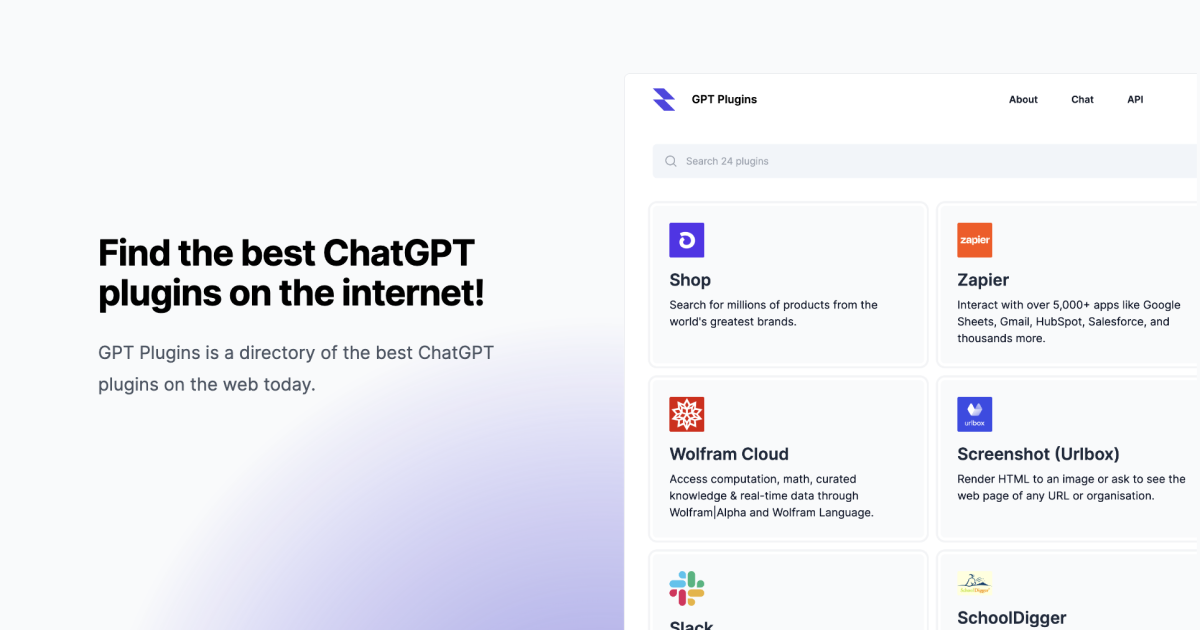 Find the best ChatGPT
plugins on the internet!
GPT Plugins is a directory of the best ChatGPT
plugins on the web today.
GPT Plugins
About
Chat
API
Search 24 plugins
Shop
Search for millions of products from the
world's greatest brands.
zapier
Zapier
Interact with over 5,000+ apps like Google
Sheets, Gmail, HubSpot, Salesforce, and
thousands more.
Wolfram Cloud
Access computation, math, curated
knowledge & real-time data through
Wolfram|Alpha and Wolfram Language.
urlbox
Screenshot (Urlbox)
Render HTML to an image or ask to see the
web page of any URL or organisation.
Slack
SchoolDigger
SchoolDigger